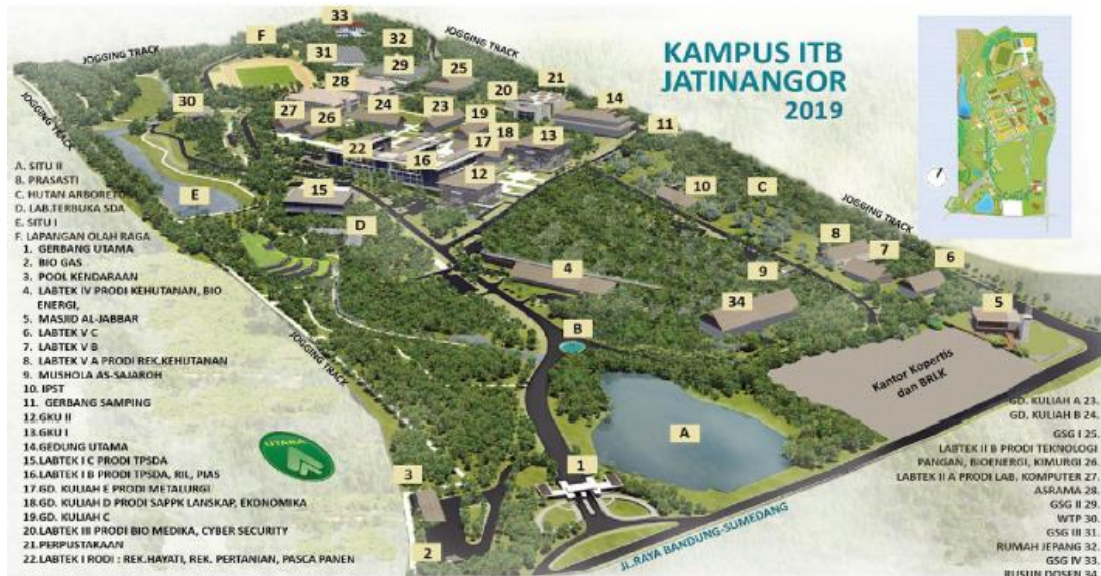 KAMPUS ITB
JATINANGOR
2019
33
F
32
31
29
28
25
21
20
14
30
27
26
24
23
19
18
13
11
22
16
17
12
E
15
10
C
D
8
7
6
4
9
34
5
B
A
1
3
2
JOGGING TRACK
JOGGING TRACK
JOGGING TRACK
JOGGING TRACK
JOGGING TRACK
Kantor Kopertis
dan BRLK
JL.RAYA BANDUNG-SUMEDANG
UTARA
A. SITU II
B. PRASASTI
C. HUTAN ARBORETUM
D. LAB.TERBUKA SDA
E. SITU I
F. LAPANGAN OLAH RAGA
1. GERBANG UTAMA
2. BIO GAS
3. POOL KENDARAAN
4. LABTEK IV PRODI KEHUTANAN, BIO
ENERGI,
5. MASJID AL-JABBAR
6. LABTEK V C
7. LABTEK V B
8. LABTEK V A PRODI REK.KEHUTANAN
9. MUSHOLA AS-SAJAROH
10. IPST
11. GERBANG SAMPING
12.GKU II
13.GKU I
14.GEDUNG UTAMA
15.LABTEK I C PRODI TPSDA
16.LABTEK I B PRODI TPSDA, RIL, PIAS
17.GD. KULIAH E PRODI METALURGI
18.GD. KULIAH D PRODI SAPPK LANSKAP, EKONOMIKA
19.GD. KULIAH C
20.LABTEK III PRODI BIO MEDIKA, CYBER SECURITY
21.PERPUSTAKAAN
22.LABTEK I RODI : REK.HAYATI, REK. PERTANIAN, PASCA PANEN
GD. KULIAH A 23.
GD. KULIAH B 24.
GSG I 25.
LABTEK II B PRODI TEKNOLOGI
PANGAN, BIOENERGI, KIMURGI 26.
LABTEK II A PRODI LAB. KOMPUTER 27.
ASRAMA 28.
GSG II 29.
WTP 30.
GSG III 31.
RUMAH JEPANG 32.
GSG IV 33.
RUSUN DOSEN 34.